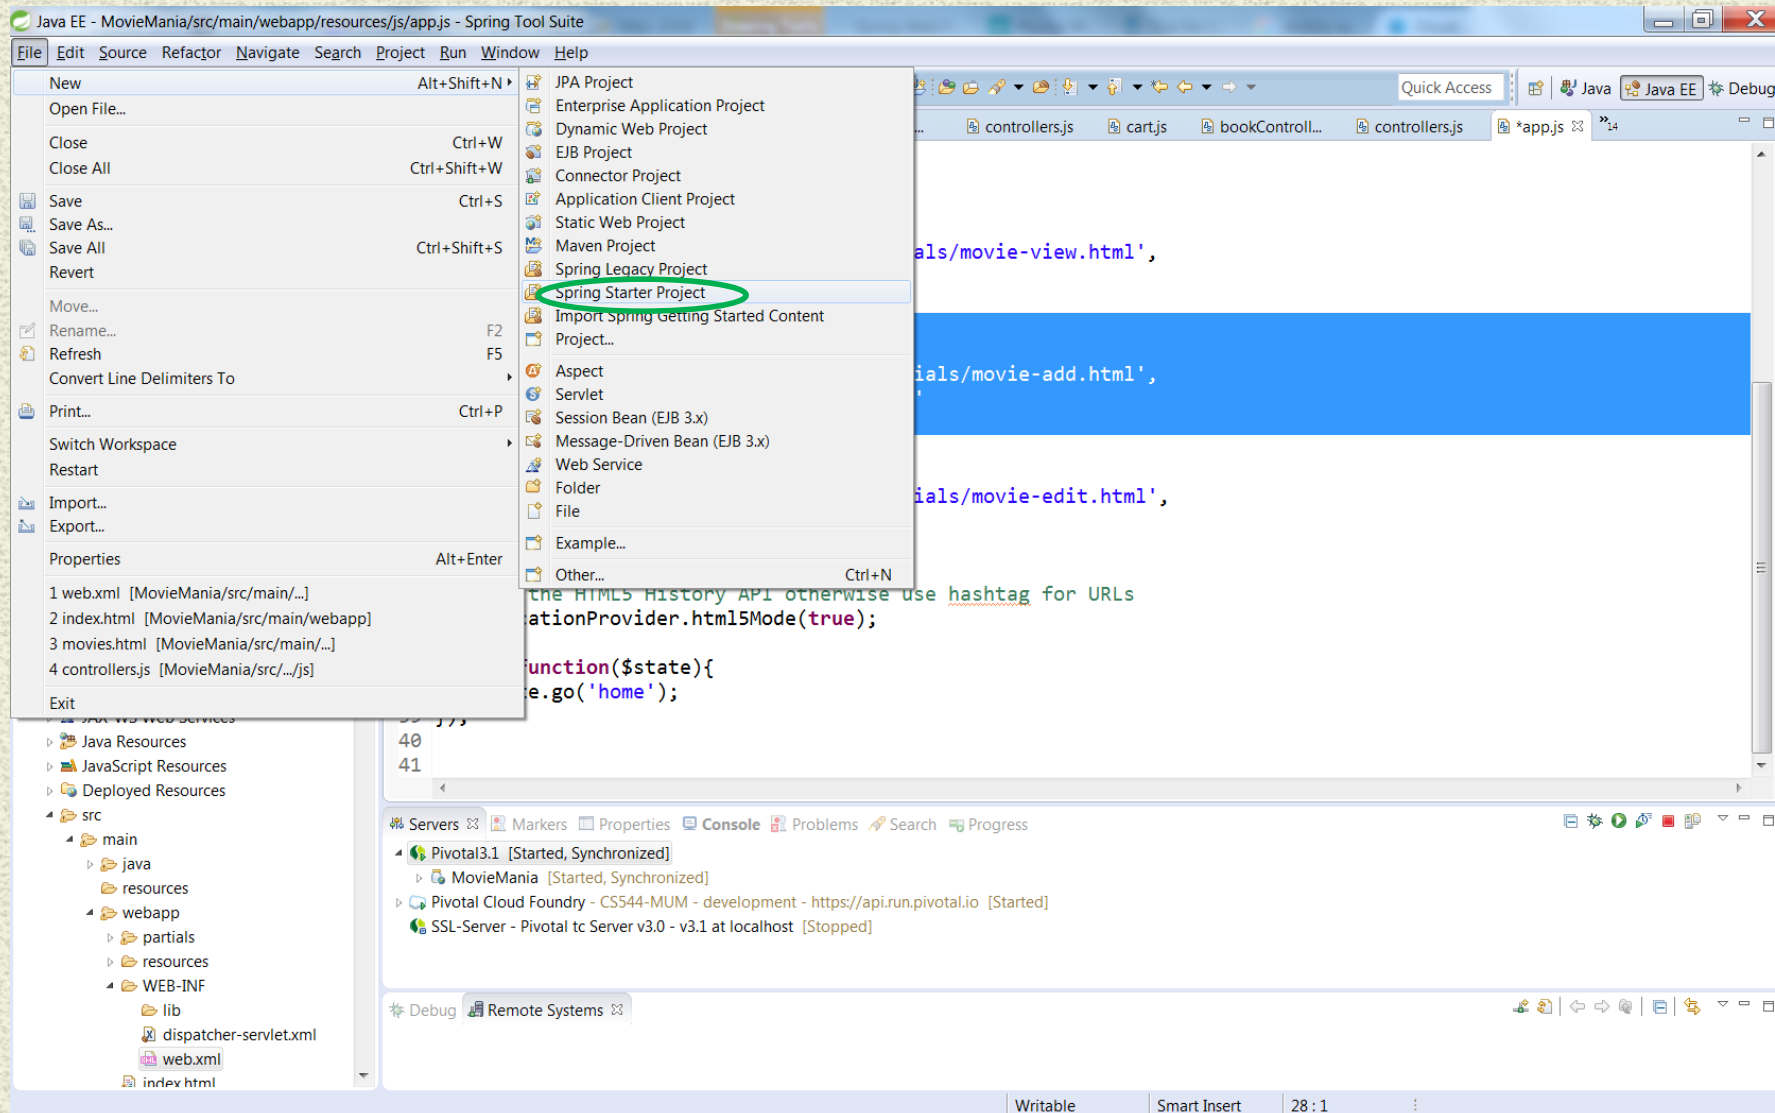 Java EE - MovieMania/src/main/webapp/resources/js/app.js - Spring Tool Suite
File Edit Source Refactor Navigate Search Project Run Window Help
New Alt+Shift+N
Open File...
Close Ctrl+W
Close All Ctrl+Shift+W
Save Ctrl+S
Save As...
Save All Ctrl+Shift+S
Revert
Move...
Rename... F2
Refresh F5
Convert Line Delimiters To
Print... Ctrl+P
Switch Workspace
Restart
Import...
Export...
Properties Alt+Enter
1 web.xml [MovieMania/src/main/...]
2 index.html [MovieMania/src/main/webapp]
3 movies.html [MovieMania/src/main/...]
4 controllers.js [MovieMania/src/.../js]
Exit
JPA Project
Enterprise Application Project
Dynamic Web Project
EJB Project
Connector Project
Application Client Project
Static Web Project
Maven Project
Spring Legacy Project
Spring Starter Project
Import Spring Getting Started Content
Project...
Aspect
Servlet
Session Bean (EJB 3.x)
Message-Driven Bean (EJB 3.x)
Web Service
Folder
File
Example...
Other... Ctrl+N
Quick Access Java Java EE Debug
... controllers.js cart.js bookControll... controllers.js *app.js »14
als/movie-view.html',
ials/movie-add.html',
'
ials/movie-edit.html',
the HTML5 History API otherwise use hashtag for URLs
cationProvider.html5Mode(true);
function($state){
te.go('home');
39 });
40
41
JAX-WS Web Services
Java Resources
JavaScript Resources
Deployed Resources
src
main
java
resources
webapp
partials
resources
WEB-INF
lib
dispatcher-servlet.xml
web.xml
index.html
Servers Markers Properties Console Problems Search Progress
Pivotal3.1 [Started, Synchronized]
MovieMania [Started, Synchronized]
Pivotal Cloud Foundry - CS544-MUM - development - https://api.run.pivotal.io [Started]
SSL-Server - Pivotal tc Server v3.0 - v3.1 at localhost [Stopped]
Debug Remote Systems
Writable Smart Insert 28 : 1